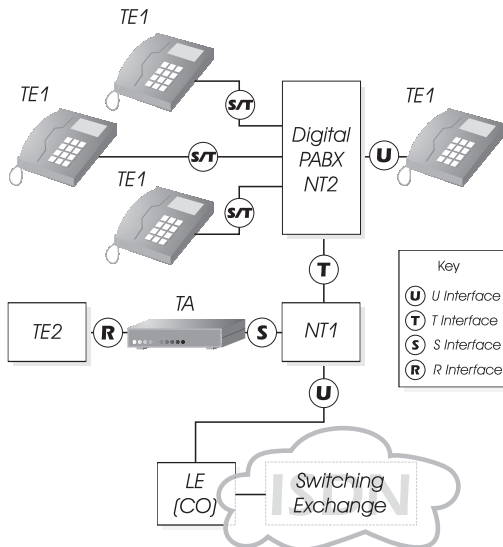 TE1
TE1
TE1
TE1
S/T
S/T
S/T
Digital
PABX
NT2
U
T
Key
U U Interface
T T Interface
S S Interface
R R Interface
TE2
R
TA
S
NT1
U
LE
(CO)
ISDN
Switching
Exchange